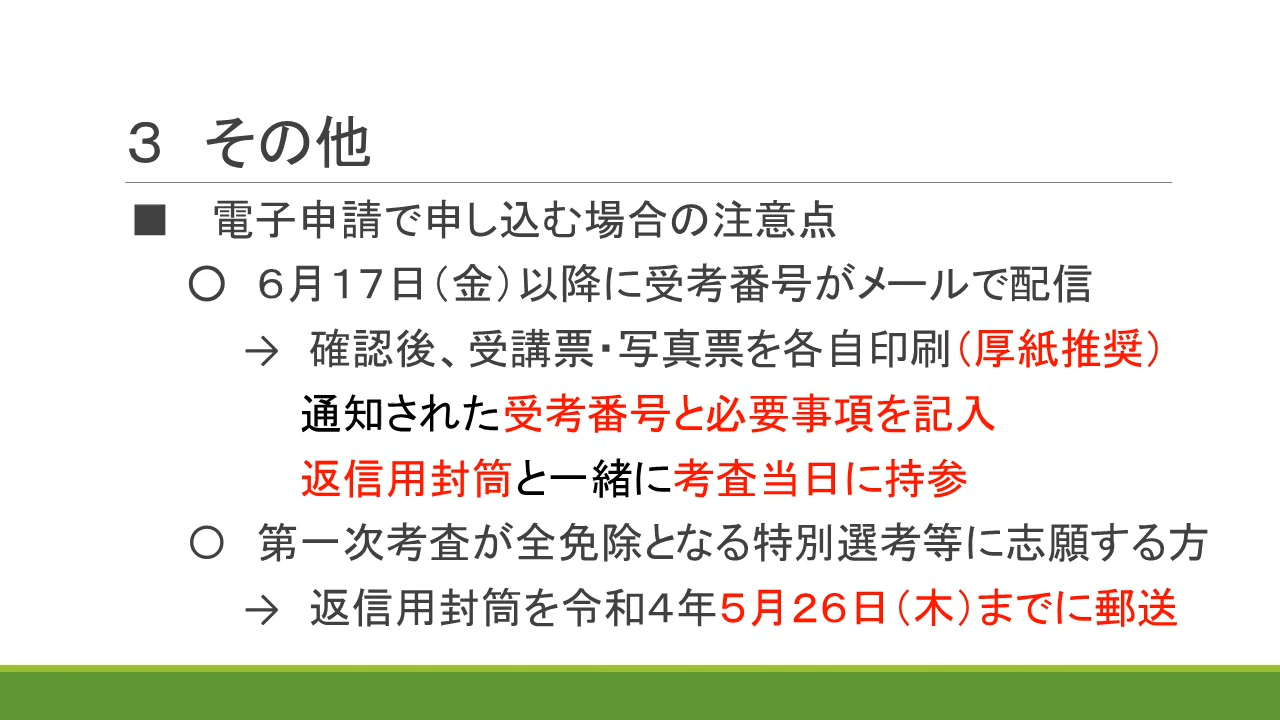 ３　その他
■　電子申請で申し込む場合の注意点
○　６月１７日（金）以降に受考番号がメールで配信
→　確認後、受講票・写真票を各自印刷（厚紙推奨）
通知された受考番号と必要事項を記入
返信用封筒と一緒に考査当日に持参
○　第一次考査が全免除となる特別選考等に志願する方
→　返信用封筒を令和４年５月２６日（木）までに郵送